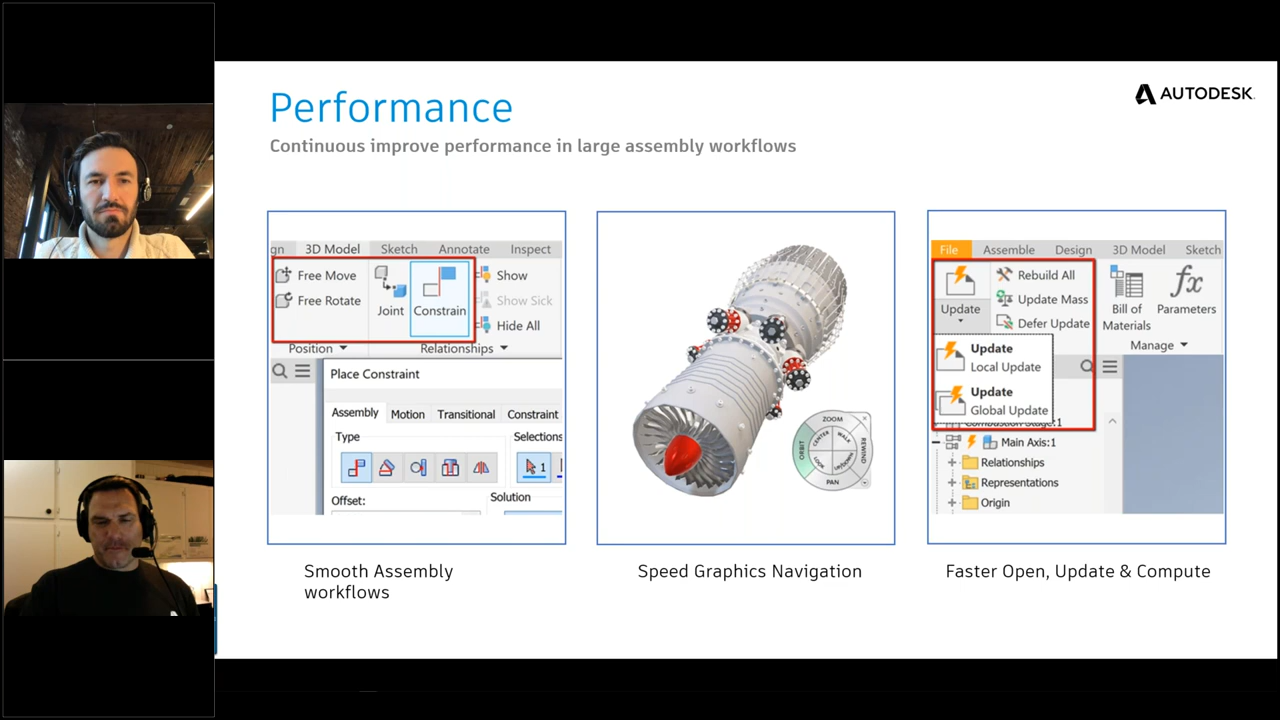 Performance
AUTODESK
Continuous improve performance in large assembly workflows
gn 3D Model Sketch Annotate Inspect
Free Move
Free Rotate
Joint
Constrain
Show
Show Sick
Hide All
Position
Relationships
Place Constraint
Assembly Motion Transitional Constraint
Type
Selections
1
Offset:
Solution
Smooth Assembly
workflows
ZOOM
CENTER
WALK
ORBIT
REWIND
LOOK
UP/DOWN
PAN
Speed Graphics Navigation
File Assemble Design 3D Model Sketch
Update
Rebuild All
Update Mass
Defer Update
Bill of
Materials
fx
Parameters
Manage
Update
Local Update
Update
Global Update
Combustion Stage:1
Main Axis:1
Relationships
Representations
Origin
Faster Open, Update & Compute